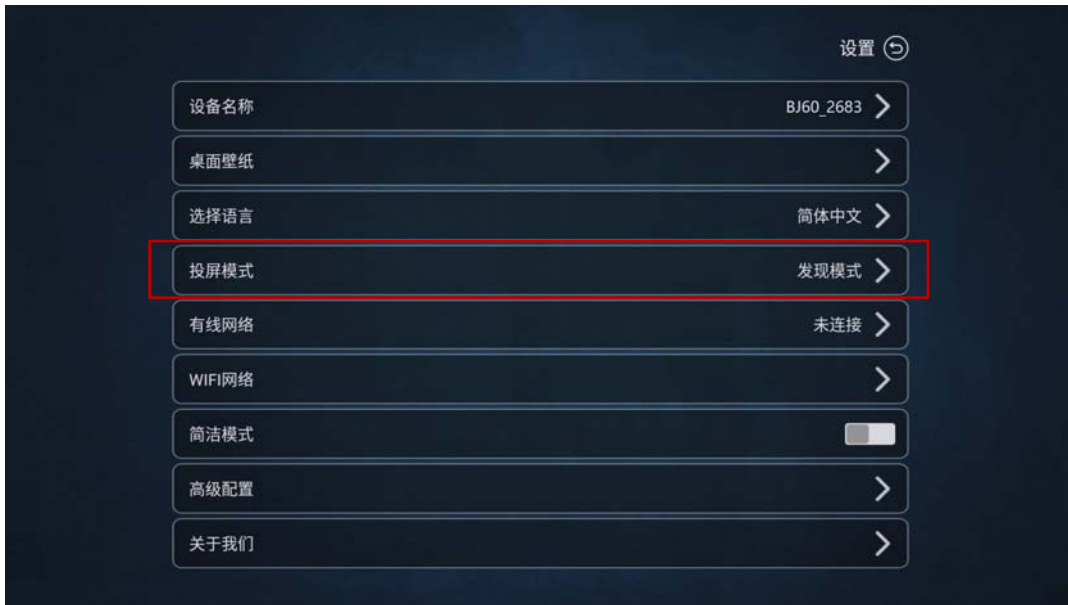 设置
设备名称 BJ60_2683
桌面壁纸
选择语言 简体中文
投屏模式 发现模式
有线网络 未连接
WIFI网络
简洁模式
高级配置
关于我们